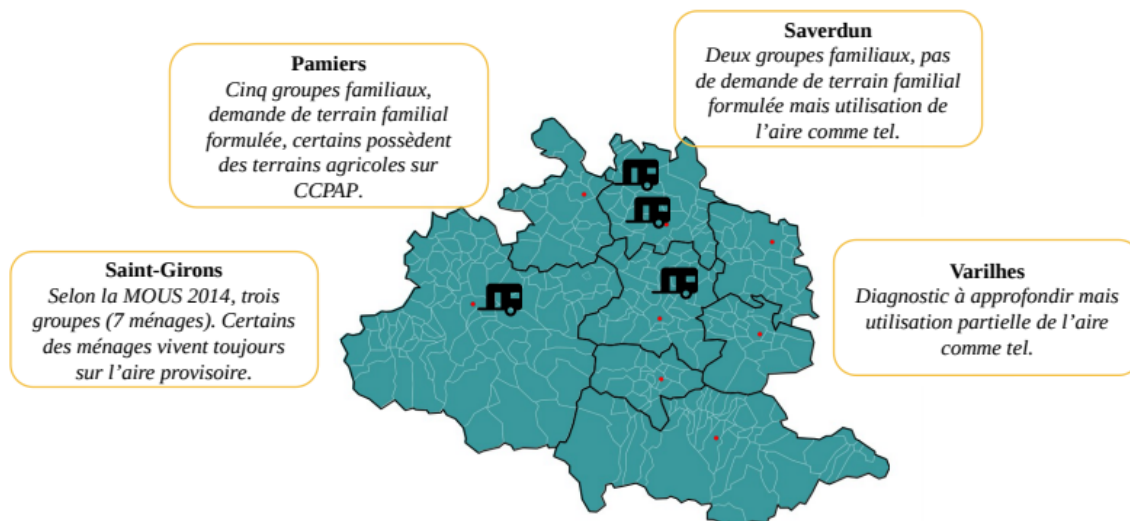 Pamiers
Cinq groupes familiaux,
demande de terrain familial
formulée, certains possèdent
des terrains agricoles sur
CCPAP.
Saverdun
Deux groupes familiaux, pas
de demande de terrain familial
formulée mais utilisation de
l’aire comme tel.
Saint-Girons
Selon la MOUS 2014, trois
groupes (7 ménages). Certains
des ménages vivent toujours
sur l’aire provisoire.
Varilhes
Diagnostic à approfondir mais
utilisation partielle de l’aire
comme tel.